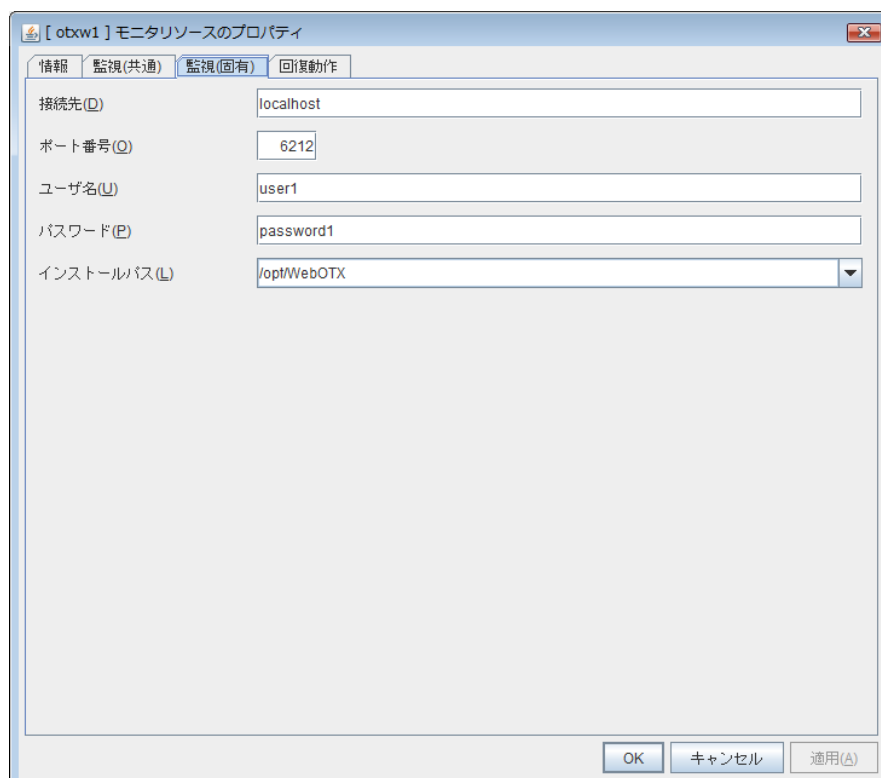 [ otxw1 ] モニタリソースのプロパティ
情報 監視(共通) 監視(固有) 回復動作
接続先(D) localhost
ポート番号(O) 6212
ユーザ名(U) user1
パスワード(P) password1
インストールパス(L) /opt/WebOTX
OK キャンセル 適用(A)